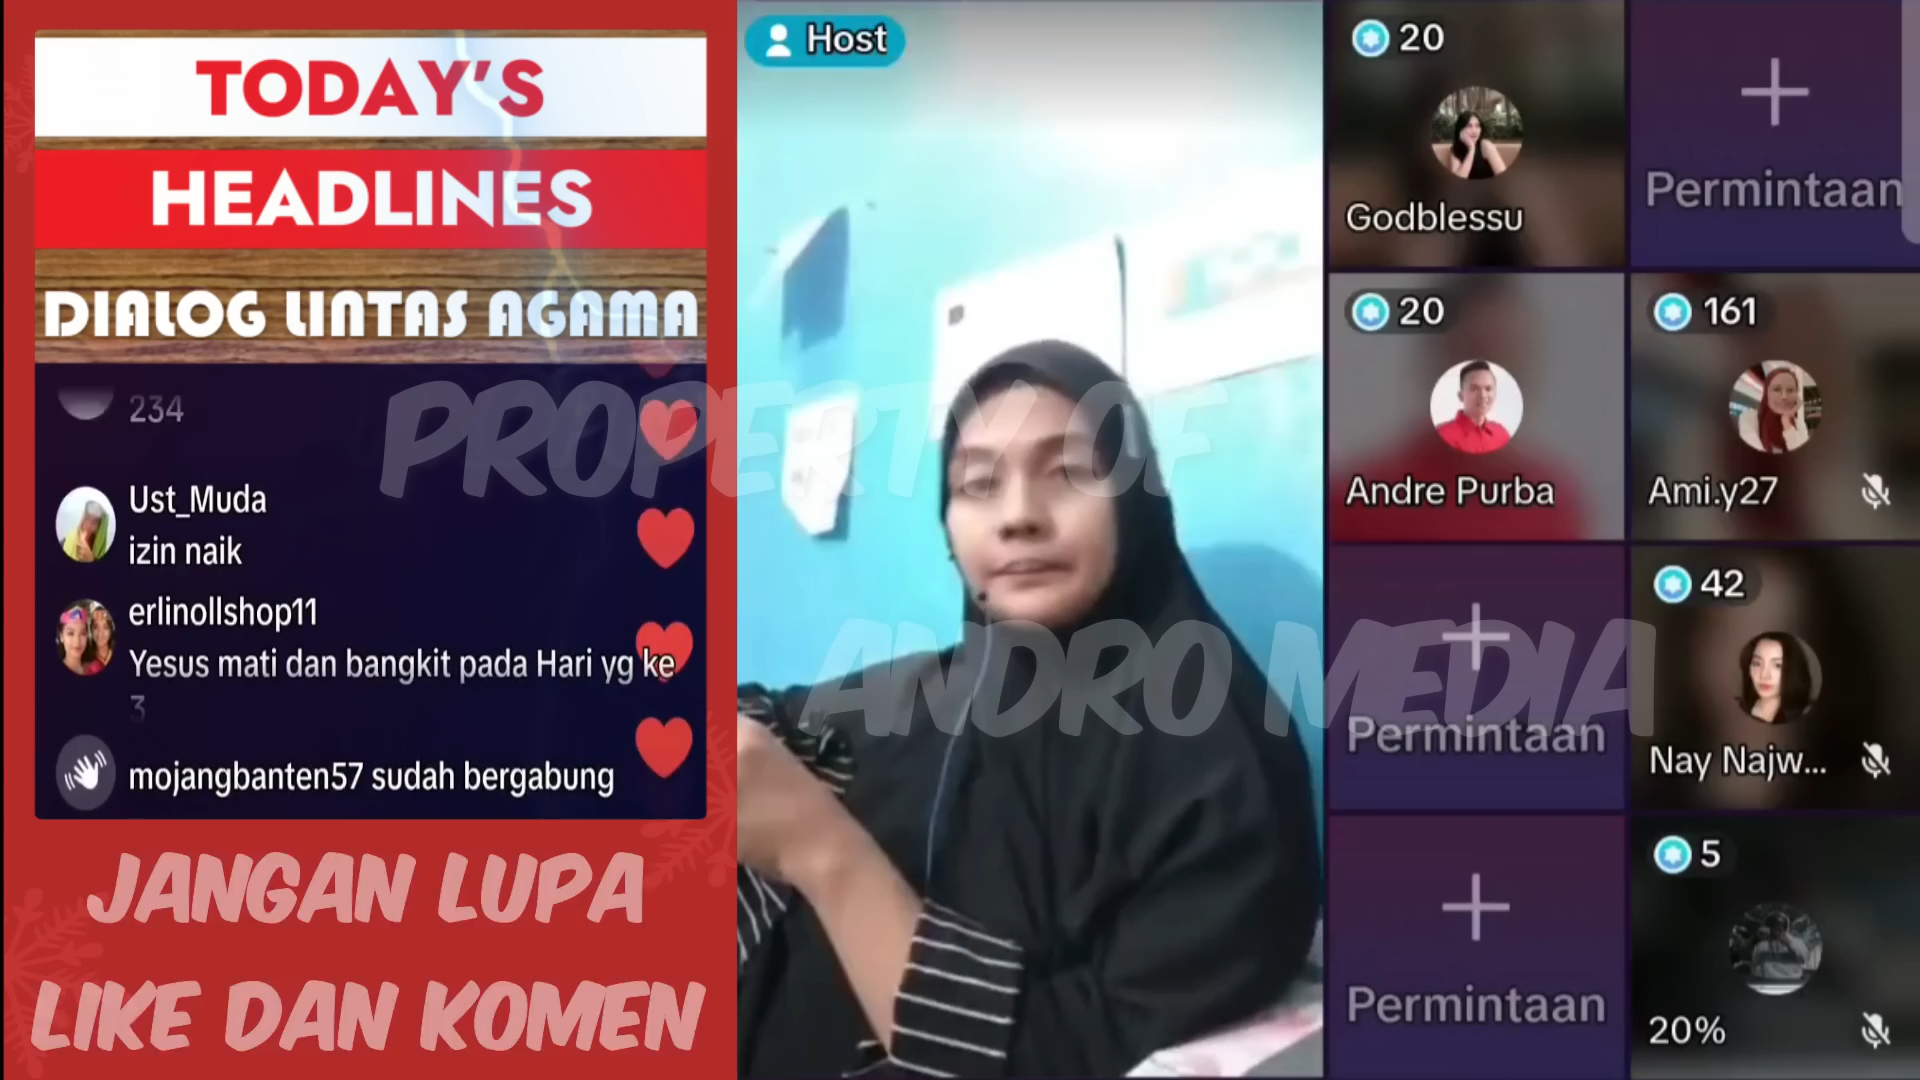 TODAY'S
HEADLINES
DIALOG LINTAS AGAMA
234
Ust_Muda
izin naik
erlinollshop11
Yesus mati dan bangkit pada Hari yg ke
3
mojangbanten57 sudah bergabung
JANGAN LUPA
LIKE DAN KOMEN
PROPERTY OF
ANDRO MEDIA
Host
20
Godblessu
Permintaan
20
Andre Purba
161
Ami.y27
Permintaan
42
Nay Najw...
Permintaan
5
20%